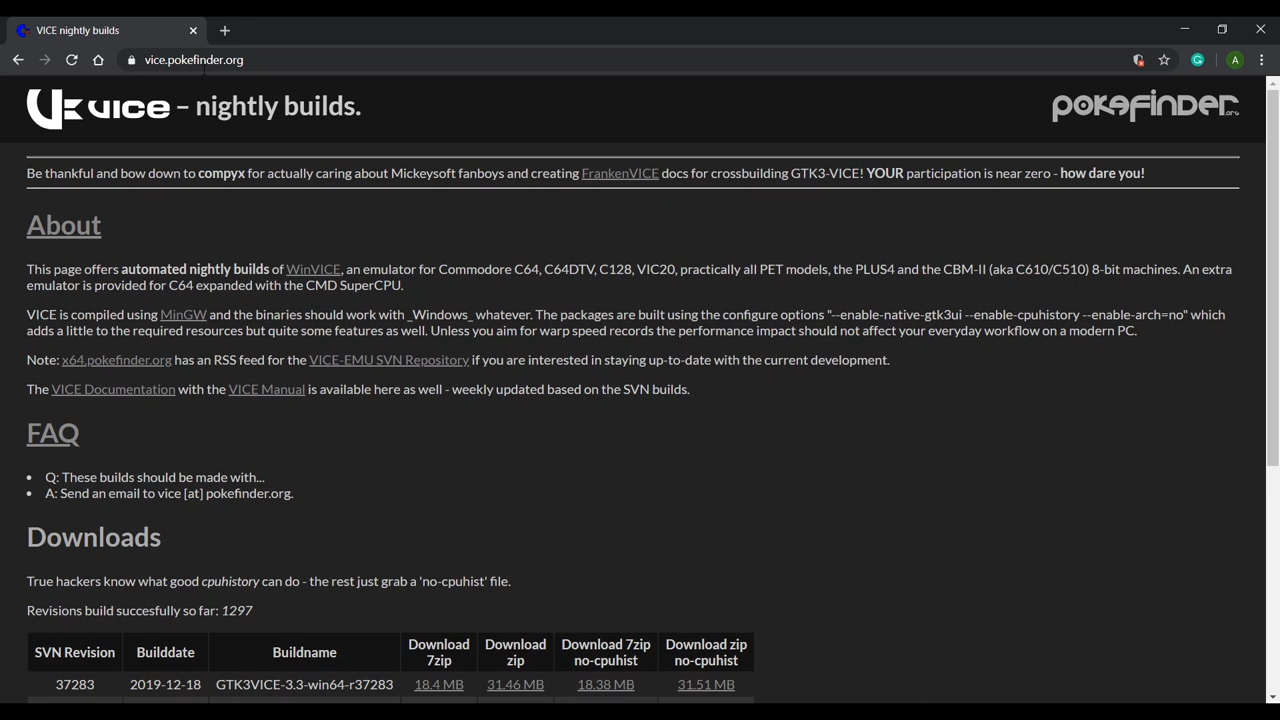 VICE nightly builds
vice.pokefinder.org
A
VICE – nightly builds.
pokefinder.org
Be thankful and bow down to compyx for actually caring about Mickeysoft fanboys and creating FrankenVICE docs for crossbuilding GTK3-VICE! YOUR participation is near zero - how dare you!
About
This page offers automated nightly builds of WinVICE, an emulator for Commodore C64, C64DTV, C128, VIC20, practically all PET models, the PLUS4 and the CBM-II (aka C610/C510) 8-bit machines. An extra
emulator is provided for C64 expanded with the CMD SuperCPU.
VICE is compiled using MinGW and the binaries should work with _Windows_ whatever. The packages are built using the configure options "--enable-native-gtk3ui --enable-cpuhistory --enable-arch=no" which
adds a little to the required resources but quite some features as well. Unless you aim for warp speed records the performance impact should not affect your everyday workflow on a modern PC.
Note: x64.pokefinder.org has an RSS feed for the VICE-EMU SVN Repository if you are interested in staying up-to-date with the current development.
The VICE Documentation with the VICE Manual is available here as well - weekly updated based on the SVN builds.
FAQ
• Q: These builds should be made with...
• A: Send an email to vice [at] pokefinder.org.
Downloads
True hackers know what good cpuhistory can do - the rest just grab a 'no-cpuhist' file.
Revisions build succesfully so far: 1297
SVN Revision Builddate Buildname Download 7zip Download zip Download 7zip no-cpuhist Download zip no-cpuhist
37283 2019-12-18 GTK3VICE-3.3-win64-r37283 18.4 MB 31.46 MB 18.38 MB 31.51 MB